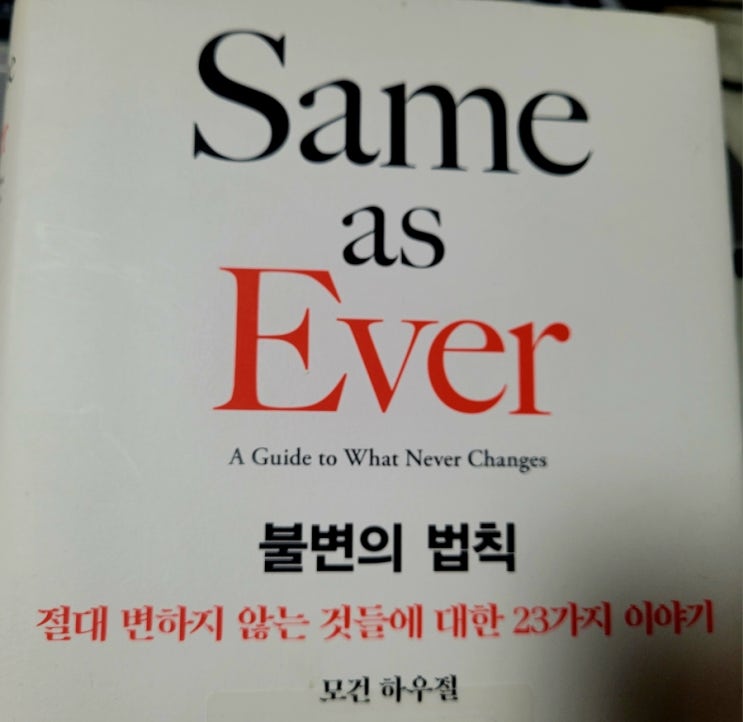 Same
as
Ever
A Guide to What Never Changes
불변의 법칙
절대 변하지 않는 것들에 대한 23가지 이야기
모건 하우절